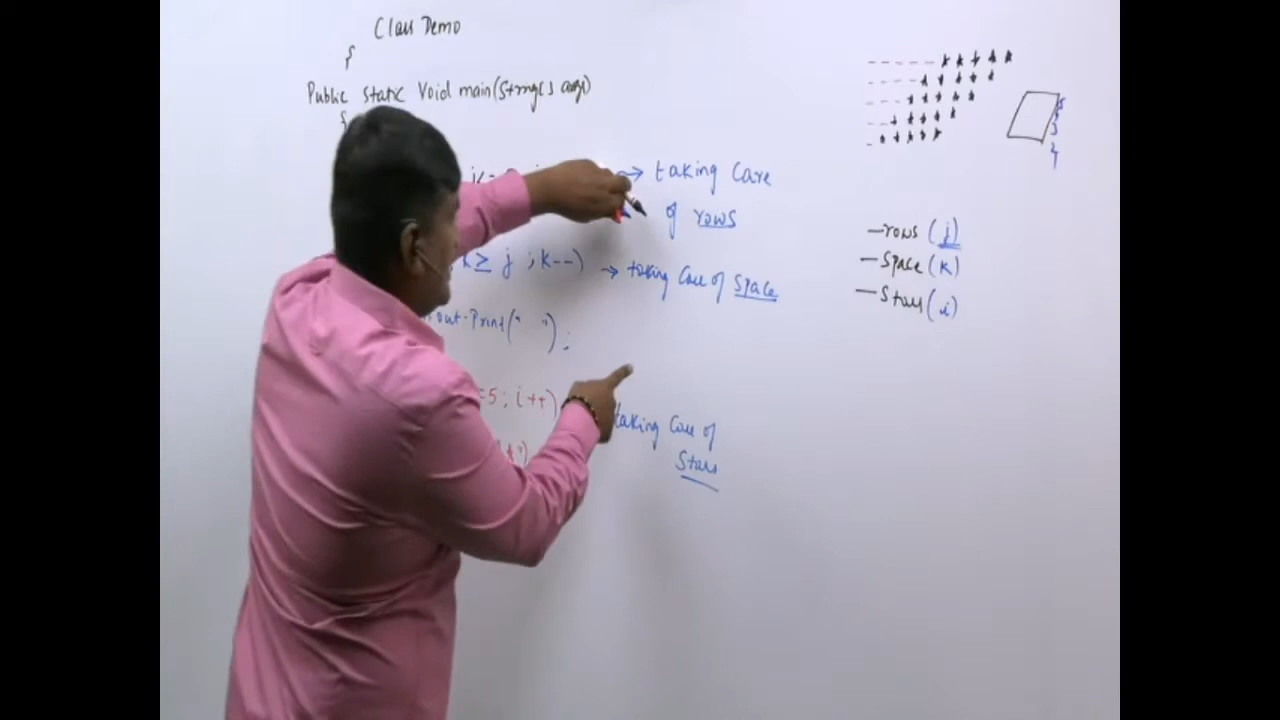 Class Demo
{
Public static Void main(String[] args)
{
→ taking Care
of rows
≥ j ; k--) → taking Care of Space
out.Print(" ");
=5; i++)
taking Care of
Stars
* * * * *
* * * * *
* * * * *
* * * * *
* * * * *
- rows (j)
- Space (k)
- Stars (i)